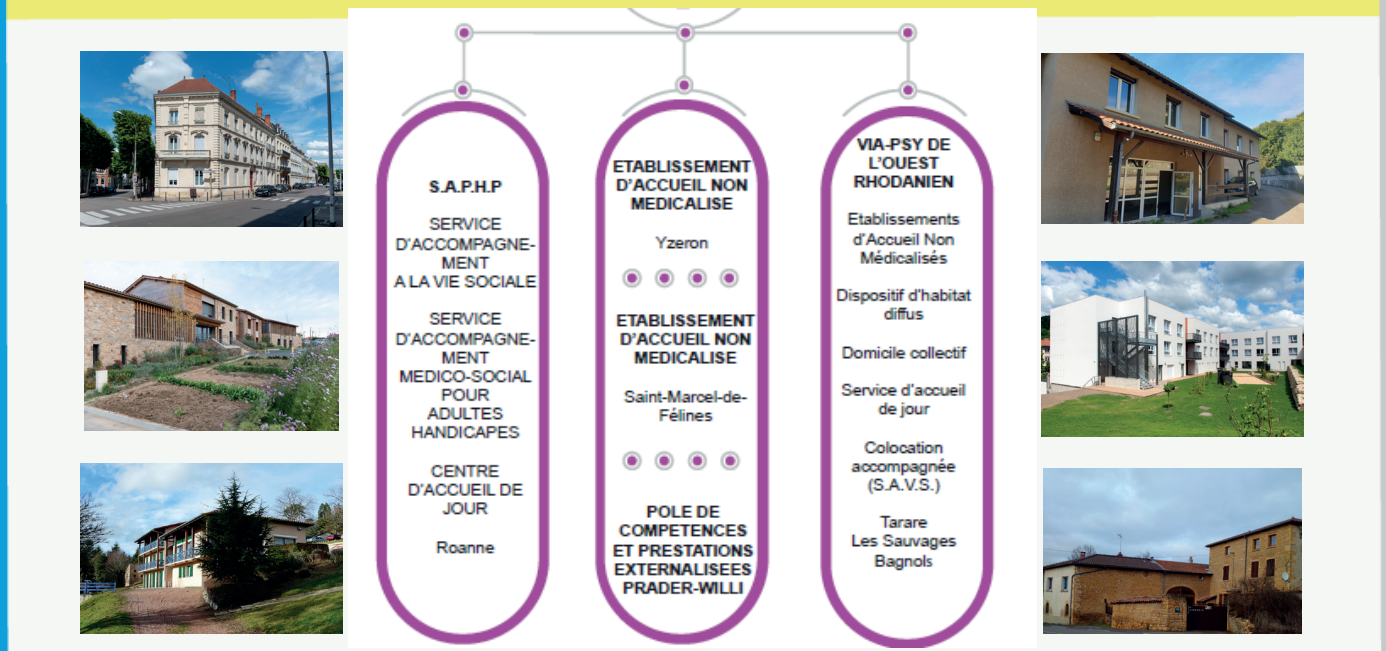 S.A.P.H.P
SERVICE
D'ACCOMPAGNE-
MENT
A LA VIE SOCIALE
SERVICE
D'ACCOMPAGNE-
MENT
MEDICO-SOCIAL
POUR
ADULTES
HANDICAPES
CENTRE
D'ACCUEIL DE
JOUR
Roanne
ETABLISSEMENT
D'ACCUEIL NON
MEDICALISE
Yzeron
ETABLISSEMENT
D'ACCUEIL NON
MEDICALISE
Saint-Marcel-de-
Félines
POLE DE
COMPETENCES
ET PRESTATIONS
EXTERNALISEES
PRADER-WILLI
VIA-PSY DE
L'OUEST
RHODANIEN
Etablissements
d'Accueil Non
Médicalisés
Dispositif d'habitat
diffus
Domicile collectif
Service d'accueil
de jour
Colocation
accompagnée
(S.A.V.S.)
Tarare
Les Sauvages
Bagnols